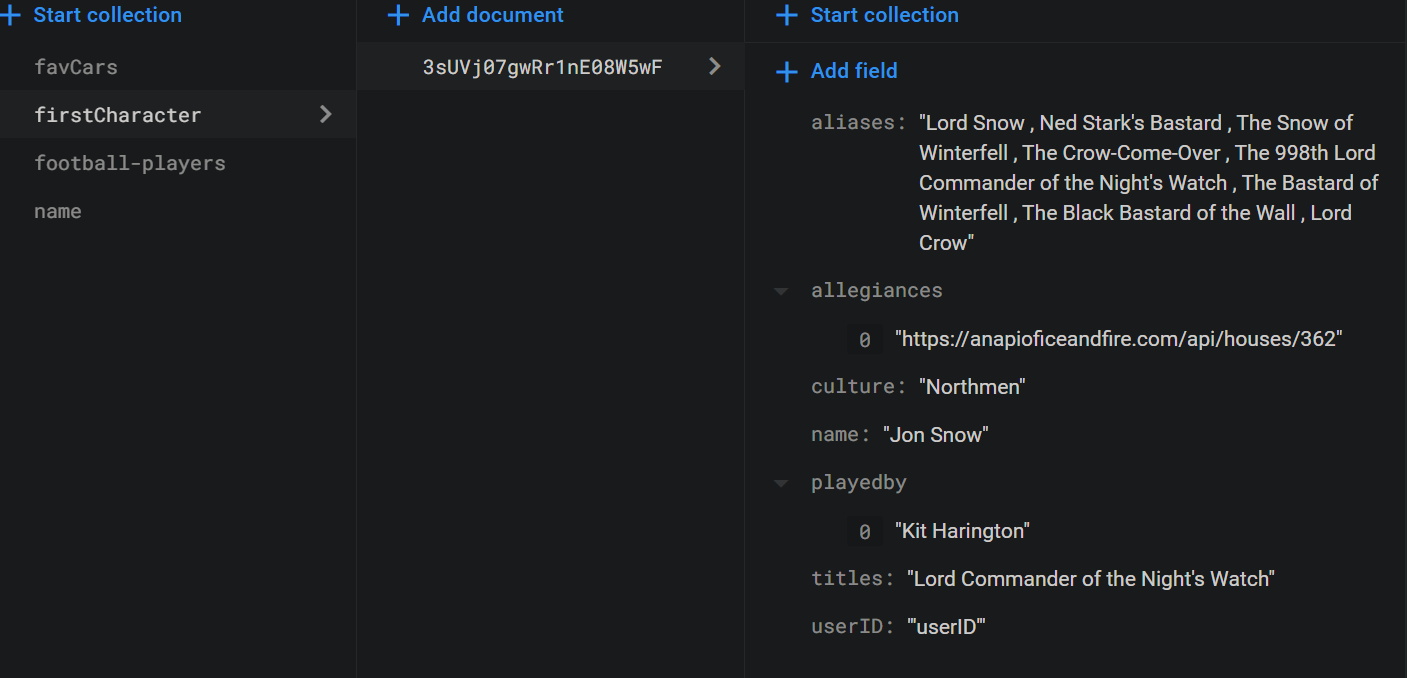 Start collection
favCars
firstCharacter
football-players
name
Add document
3sUVj07gwRr1nE08W5wF
Start collection
Add field
aliases: "Lord Snow , Ned Stark's Bastard , The Snow of
Winterfell , The Crow-Come-Over , The 998th Lord
Commander of the Night's Watch , The Bastard of
Winterfell , The Black Bastard of the Wall , Lord
Crow"
allegiances
0 "https://anapioficeandfire.com/api/houses/362"
culture: "Northmen"
name: "Jon Snow"
playedby
0 "Kit Harington"
titles: "Lord Commander of the Night's Watch"
userID: "'userID'"